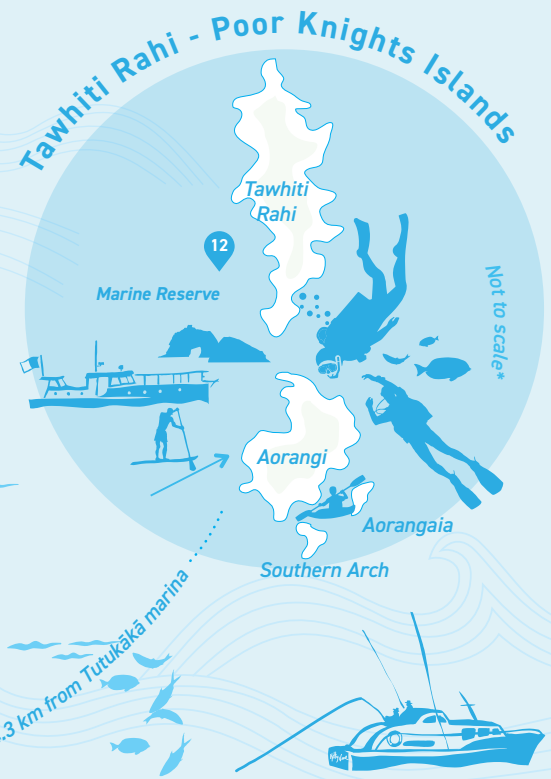 Tawhiti Rahi - Poor Knights Islands
Tawhiti
Rahi
12
Marine Reserve
Not to scale*
Aorangi
Aorangaia
Southern Arch
.3 km from Tutukākā marina